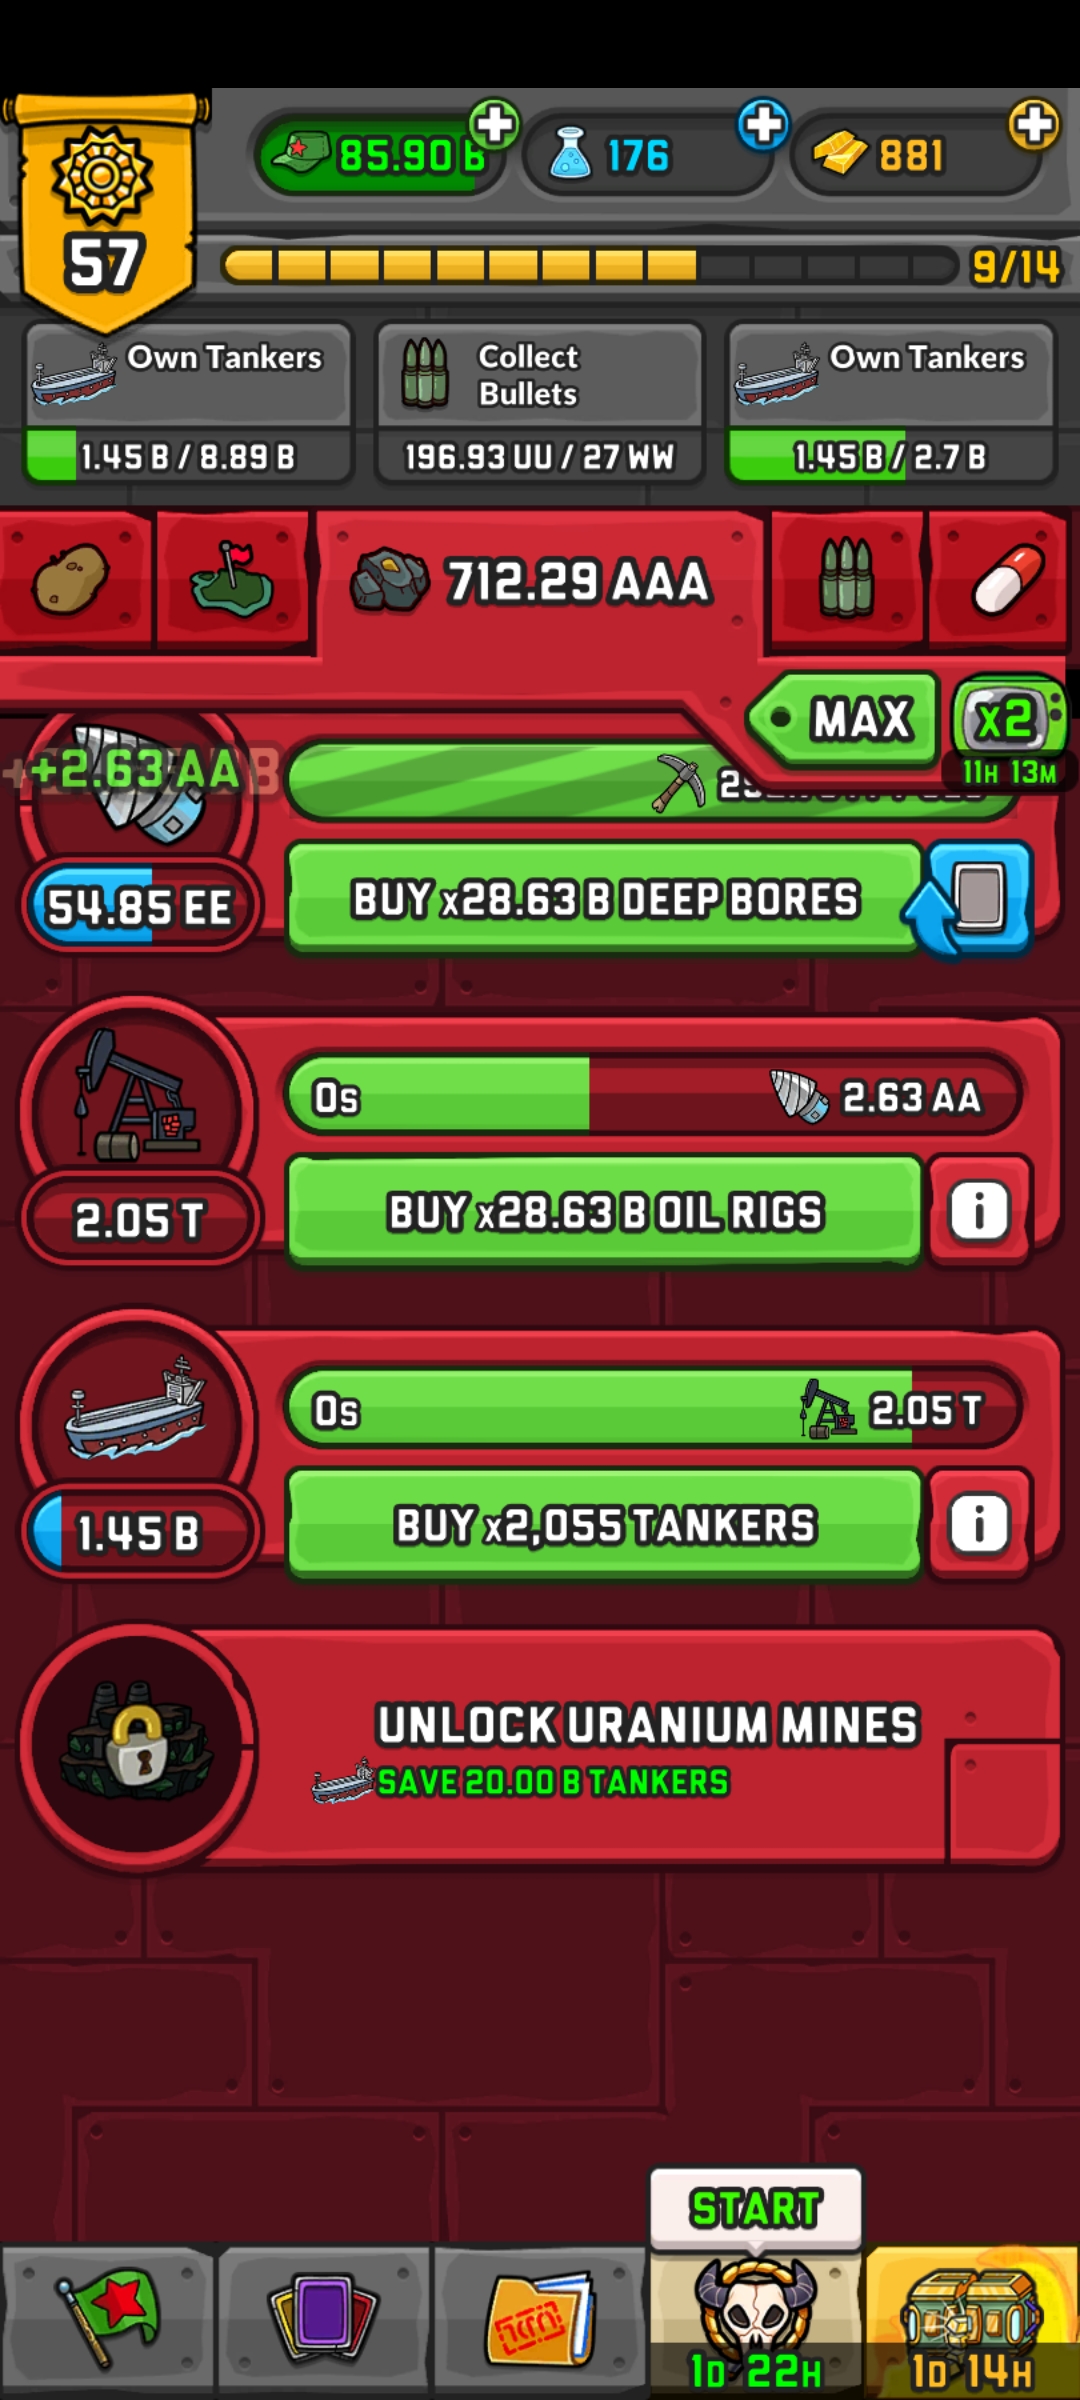 85.90 B
176
881
57
9/14
Own Tankers
1.45 B / 8.89 B
Collect
Bullets
196.93 UU / 27 WW
Own Tankers
1.45 B / 2.7 B
712.29 AAA
MAX
x2
11H 13M
+2.63 AA
54.85 EE
BUY x28.63 B DEEP BORES
0s
2.63 AA
2.05 T
BUY x28.63 B OIL RIGS
i
0s
2.05 T
1.45 B
BUY x2,055 TANKERS
i
UNLOCK URANIUM MINES
SAVE 20.00 B TANKERS
START
1D 22H
1D 14H